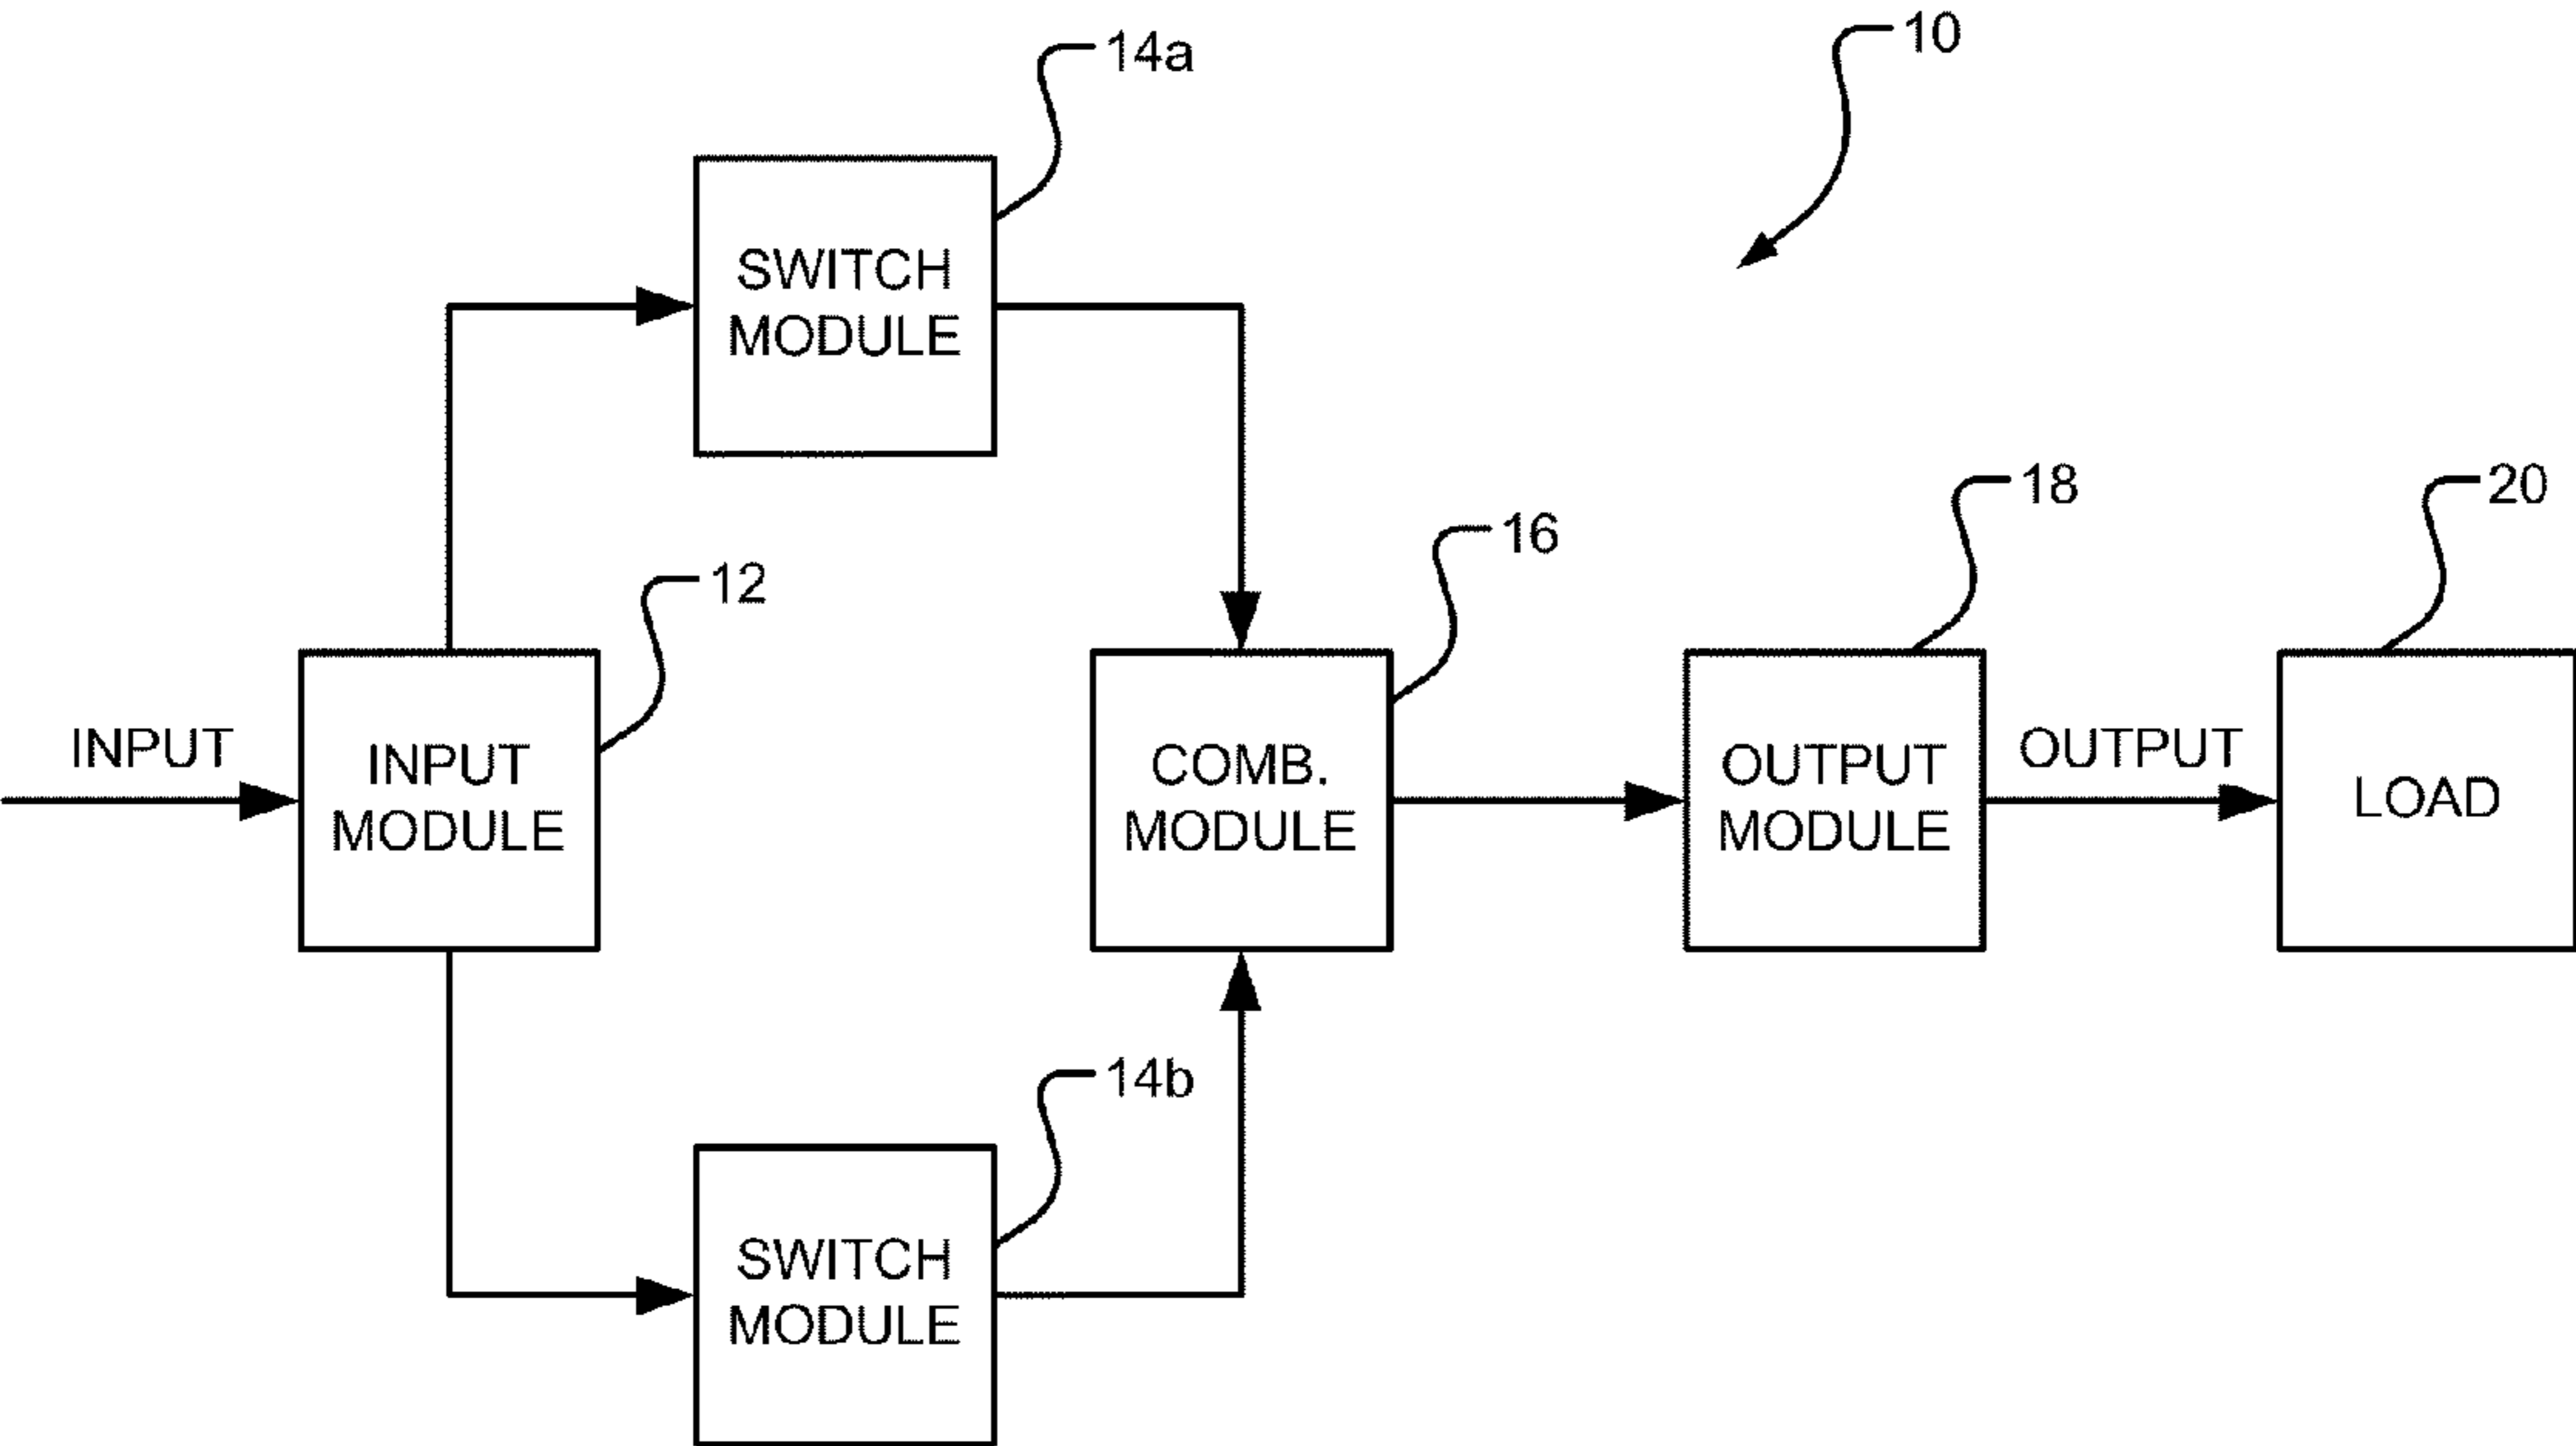 10
14a
SWITCH
MODULE
12
16
18
20
INPUT
INPUT
MODULE
COMB.
MODULE
OUTPUT
MODULE
OUTPUT
LOAD
14b
SWITCH
MODULE